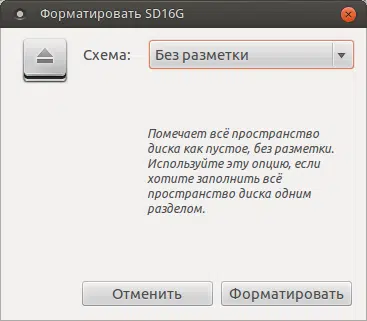 Форматировать SD16G
Схема: Без разметки
Помечает всё пространство
диска как пустое, без разметки.
Используйте эту опцию, если
хотите заполнить всё
пространство диска одним
разделом.
Отменить Форматировать